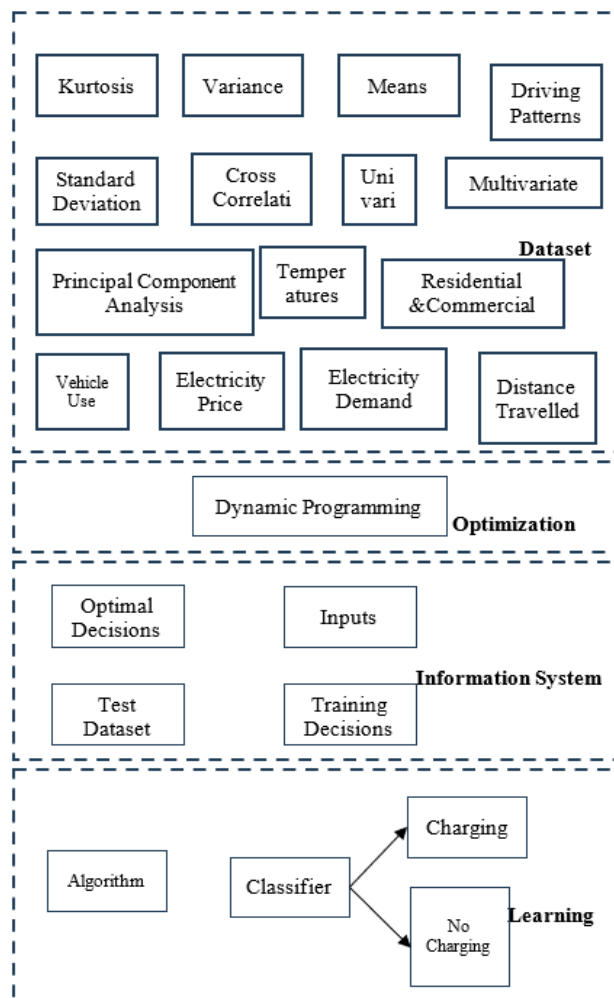 Kurtosis
Variance
Means
Driving
Patterns
Standard
Deviation
Cross
Correlati
Uni
vari
Multivariate
Dataset
Principal Component
Analysis
Temper
atures
Residential
&Commercial
Vehicle
Use
Electricity
Price
Electricity
Demand
Distance
Travelled
Dynamic Programming
Optimization
Optimal
Decisions
Inputs
Information System
Test
Dataset
Training
Decisions
Algorithm
Classifier
Charging
No
Charging
Learning